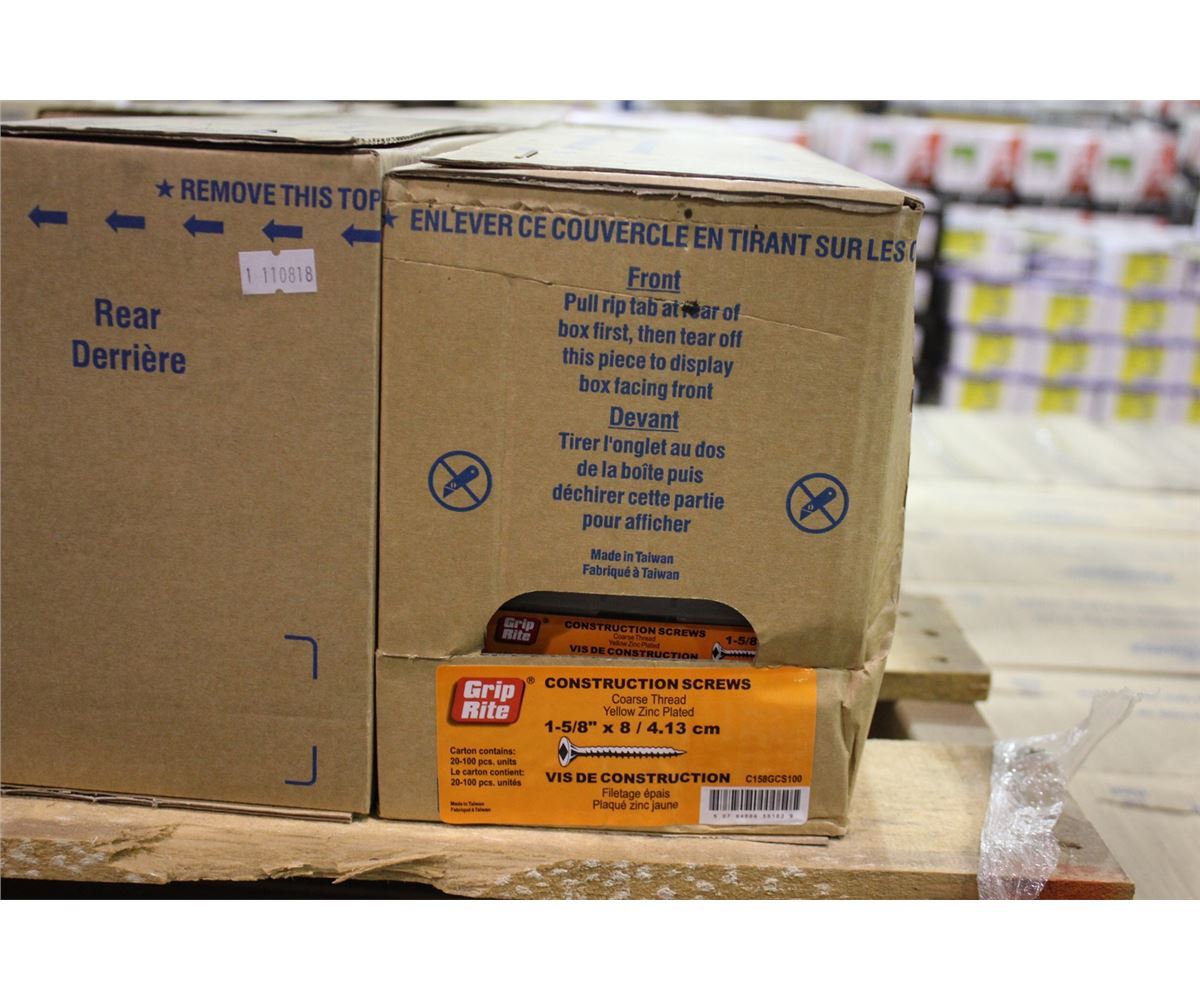 ★ REMOVE THIS TOP
1 110818
Rear
Derrière
★ ENLEVER CE COUVERCLE EN TIRANT SUR LES
Front
Pull rip tab at rear of
box first, then tear off
this piece to display
box facing front
Devant
Tirer l'onglet au dos
de la boîte puis
déchirer cette partie
pour afficher
Made in Taiwan
Fabriqué à Taiwan
Grip Rite ®
CONSTRUCTION SCREWS
Coarse Thread
Yellow Zinc Plated
1-5/8
VIS DE CONSTRUCTION
Grip Rite ®
CONSTRUCTION SCREWS
Coarse Thread
Yellow Zinc Plated
1-5/8" x 8 / 4.13 cm
Carton contains:
20-100 pcs. units
Le carton contient:
20-100 pcs. unités
VIS DE CONSTRUCTION
Filetage épais
Plaqué zinc jaune
C158GCS100
Made in Taiwan
Fabriqué à Taiwan